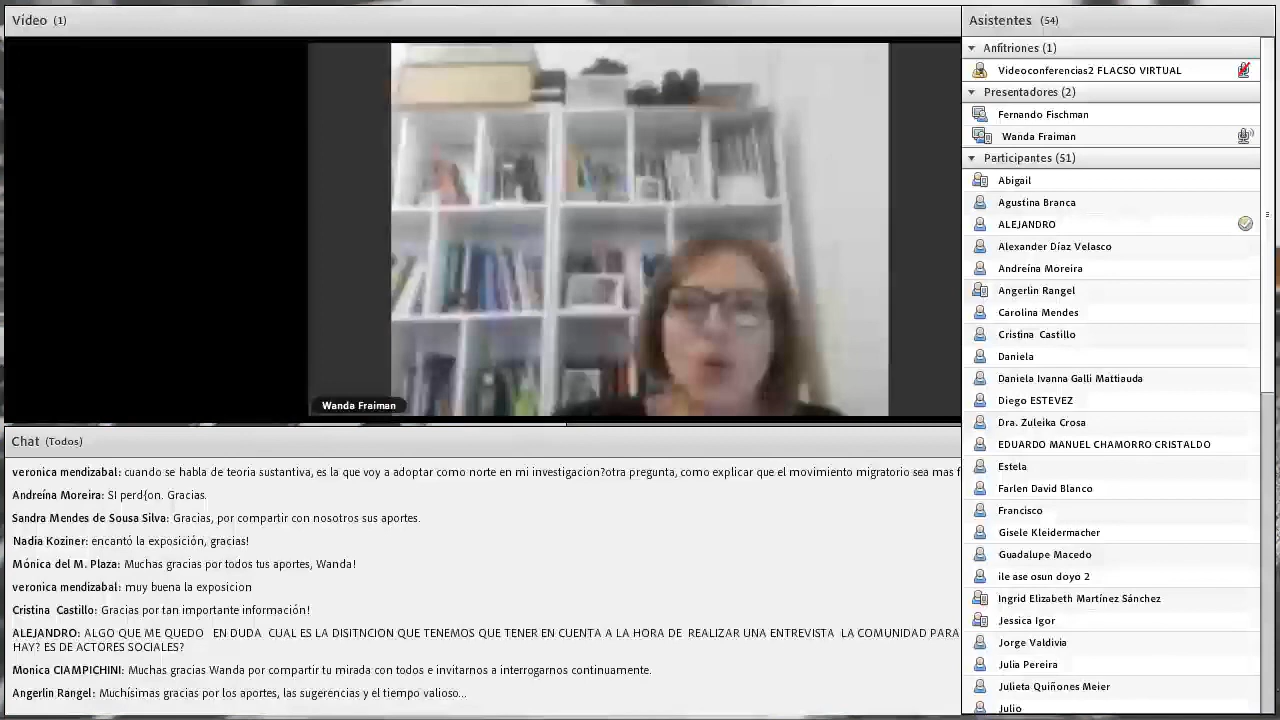 Vídeo (1)
Wanda Fraiman
Chat (Todos)
veronica mendizabal: cuando se habla de teoria sustantiva, es la que voy a adoptar como norte en mi investigacion?otra pregunta, como explicar que el movimiento migratorio sea mas f
Andreína Moreira: SI perd{on. Gracias.
Sandra Mendes de Sousa Silva: Gracias, por compartir con nosotros sus aportes.
Nadia Koziner: encantó la exposición, gracias!
Mónica del M. Plaza: Muchas gracias por todos tus aportes, Wanda!
veronica mendizabal: muy buena la exposicion
Cristina Castillo: Gracias por tan importante información!
ALEJANDRO: ALGO QUE ME QUEDO EN DUDA CUAL ES LA DISITNCION QUE TENEMOS QUE TENER EN CUENTA A LA HORA DE REALIZAR UNA ENTREVISTA LA COMUNIDAD PARA
HAY? ES DE ACTORES SOCIALES?
Monica CIAMPICHINI: Muchas gracias Wanda por compartir tu mirada con todos e invitarnos a interrogarnos continuamente.
Angerlin Rangel: Muchísimas gracias por los aportes, las sugerencias y el tiempo valioso...
Asistentes (54)
Anfitriones (1)
Videoconferencias2 FLACSO VIRTUAL
Presentadores (2)
Fernando Fischman
Wanda Fraiman
Participantes (51)
Abigail
Agustina Branca
ALEJANDRO
Alexander Díaz Velasco
Andreína Moreira
Angerlin Rangel
Carolina Mendes
Cristina Castillo
Daniela
Daniela Ivanna Galli Mattiauda
Diego ESTEVEZ
Dra. Zuleika Crosa
EDUARDO MANUEL CHAMORRO CRISTALDO
Estela
Farlen David Blanco
Francisco
Gisele Kleidermacher
Guadalupe Macedo
ile ase osun doyo 2
Ingrid Elizabeth Martínez Sánchez
Jessica Igor
Jorge Valdivia
Julia Pereira
Julieta Quiñones Meier
Julio